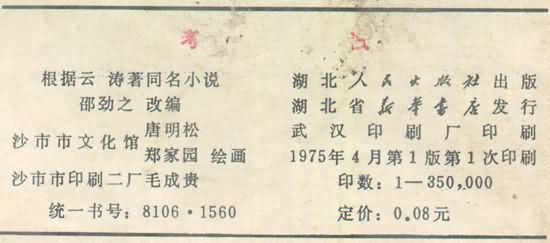 考 江
根据云 涛著同名小说
邵劲之 改编
沙市市文化馆 唐明松
郑家园 绘画
沙市市印刷二厂毛成贵
统一书号：8106·1560
湖北人民出版社出版
湖北省新华书店发行
武汉印刷厂印刷
1975年4月第1版第1次印刷
印数：1—350,000
定价：0.08元